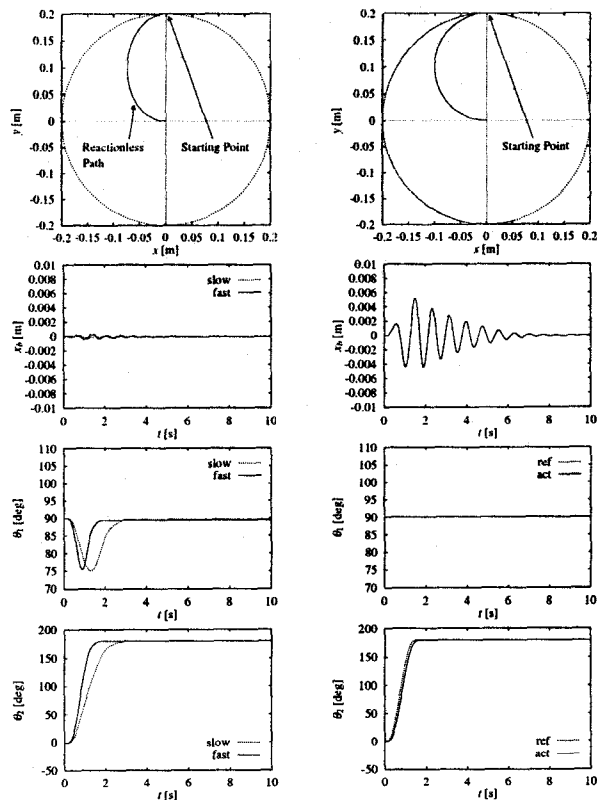 0.2
0.15
0.1
0.05
0
-0.05
-0.1
-0.15
-0.2
y [m]
Reactionless
Path
Starting Point
-0.2 -0.15 -0.1 -0.05 0 0.05 0.1 0.15 0.2
x [m]
0.2
0.15
0.1
0.05
0
-0.05
-0.1
-0.15
-0.2
y [m]
Starting Point
-0.2 -0.15 -0.1 -0.05 0 0.05 0.1 0.15 0.2
[m]
0.01
0.008
0.006
0.004
0.002
0
-0.002
-0.004
-0.006
-0.008
-0.01
x_b [m]
slow
fast
0 2 4 6 8 10
t [s]
0.01
0.008
0.006
0.004
0.002
0
-0.002
-0.004
-0.006
-0.008
-0.01
x_b [m]
0 2 4 6 8 10
t [s]
110
105
100
95
90
85
80
75
70
θ1 [deg]
slow
fast
0 2 4 6 8 10
t [s]
110
105
100
95
90
85
80
75
70
θ1 [deg]
ref
act
0 2 4 6 8 10
t [s]
200
150
100
50
0
-50
θ2 [deg]
slow
fast
0 2 4 6 8 10
t [s]
200
150
100
50
0
-50
[deg]
ref
act
0 2 4 6 8 10
t [s]